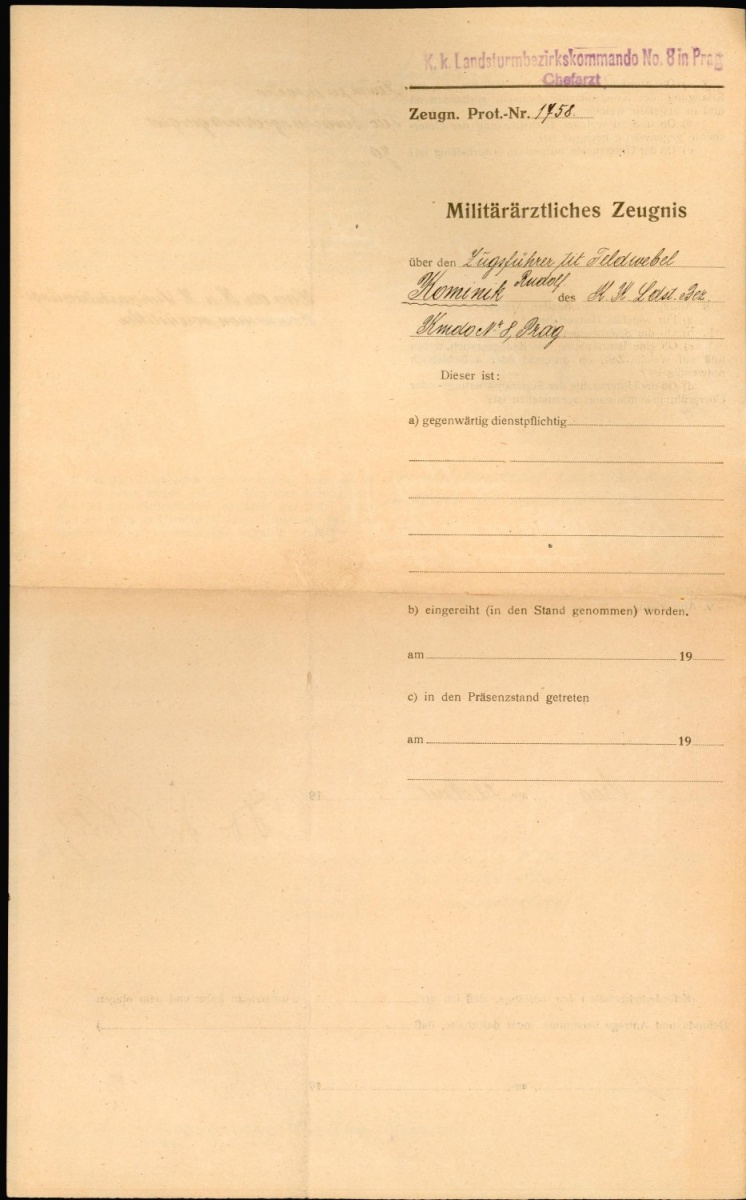 K. k. Landsturmbezirkskommando No. 8 in Prag
Chefarzt
Zeugn. Prot.-Nr. 1758.
Militärärztliches Zeugnis
über den Zugsführer tit Feldwebel
Kominik Rudolf des K K Ldst. Bez
Kmdo Nr 8, Prag
Dieser ist:
a) gegenwärtig dienstpflichtig
b) eingereiht (in den Stand genommen) worden.
am 19
c) in den Präsenzstand getreten
am 19